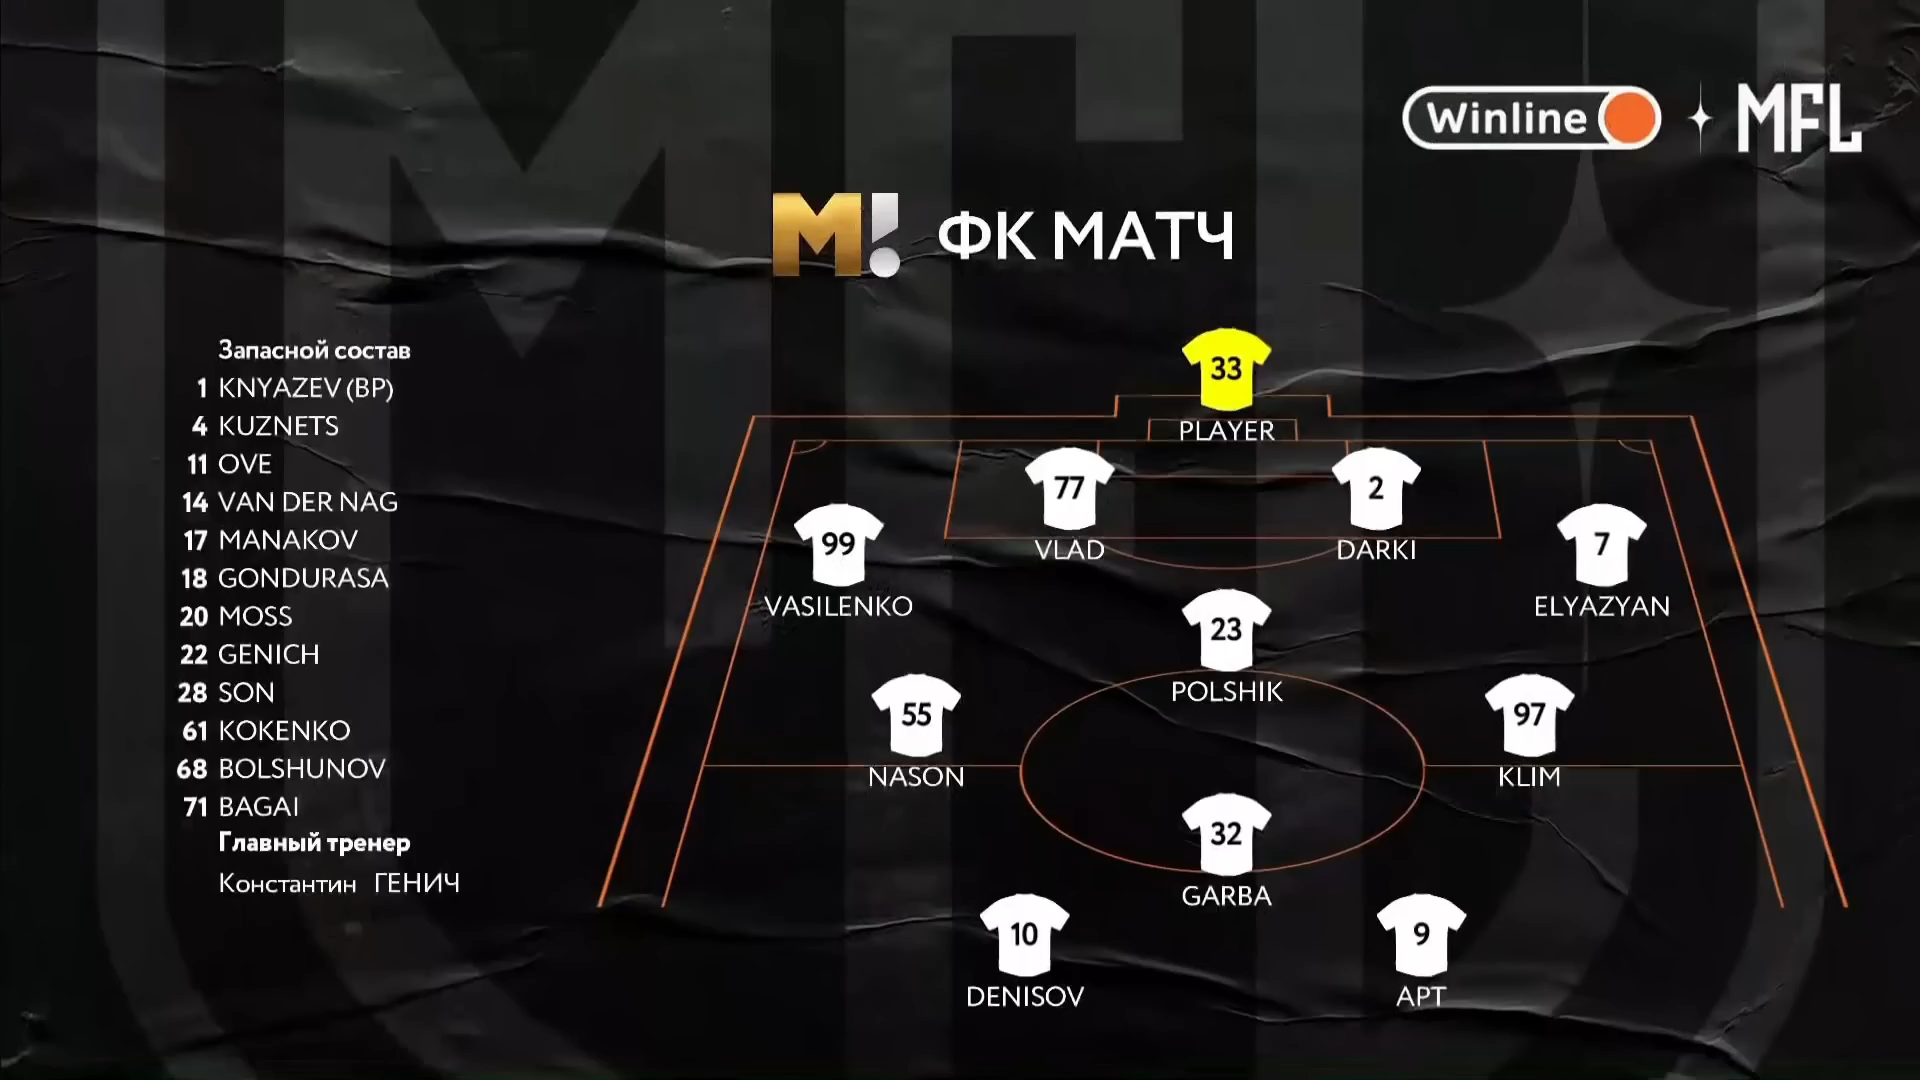 Winline MFL
M! ФК МАТЧ
Запасной состав
1 KNYAZEV (ВР)
4 KUZNETS
11 OVE
14 VAN DER NAG
17 MANAKOV
18 GONDURASA
20 MOSS
22 GENICH
28 SON
61 KOKENKO
68 BOLSHUNOV
71 BAGAI
Главный тренер
Константин ГЕНИЧ
33
PLAYER
77
VLAD
2
DARKI
99
VASILENKO
7
ELYAZYAN
23
POLSHIK
55
NASON
97
KLIM
32
GARBA
10
DENISOV
9
APT